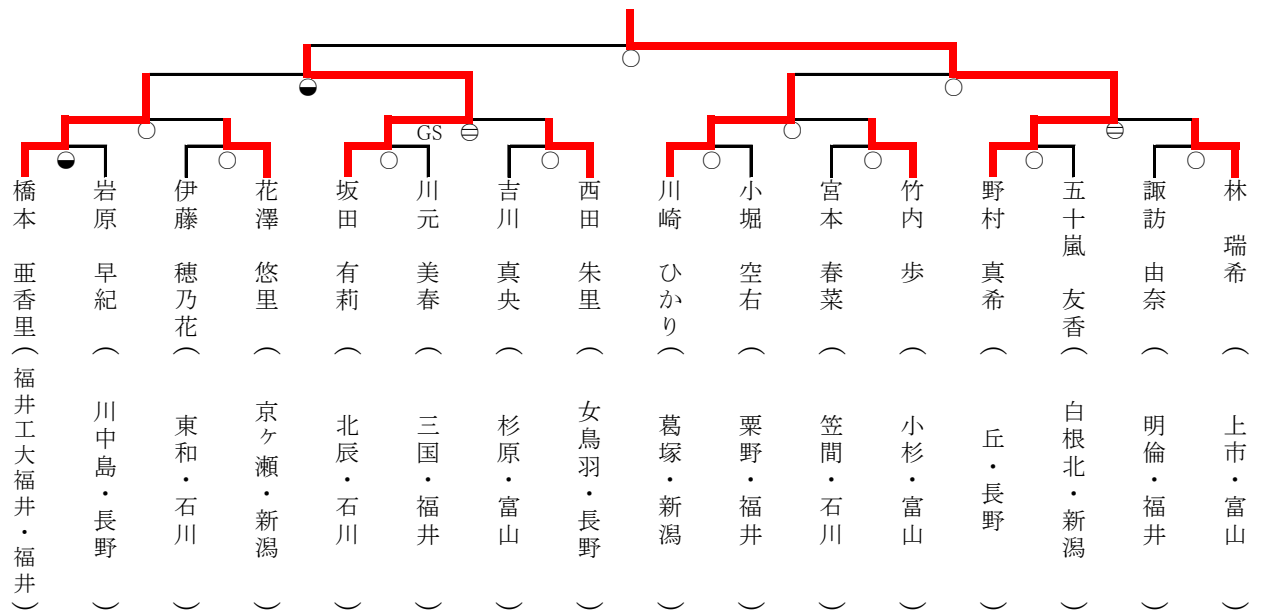 GS
橋本 亜香里(福井工大福井・福井)
岩原 早紀(川中島・長野)
伊藤 穂乃花(東和・石川)
花澤 悠里(京ヶ瀬・新潟)
坂田 有莉(北辰・石川)
川元 美春(三国・福井)
吉川 真央(杉原・富山)
西田 朱里(女鳥羽・長野)
川崎 ひかり(葛塚・新潟)
小堀 空右(粟野・福井)
宮本 春菜(笠間・石川)
竹内 歩(小杉・富山)
野村 真希(丘・長野)
五十嵐 友香(白根北・新潟)
諏訪 由奈(明倫・福井)
林 瑞希(上市・富山)